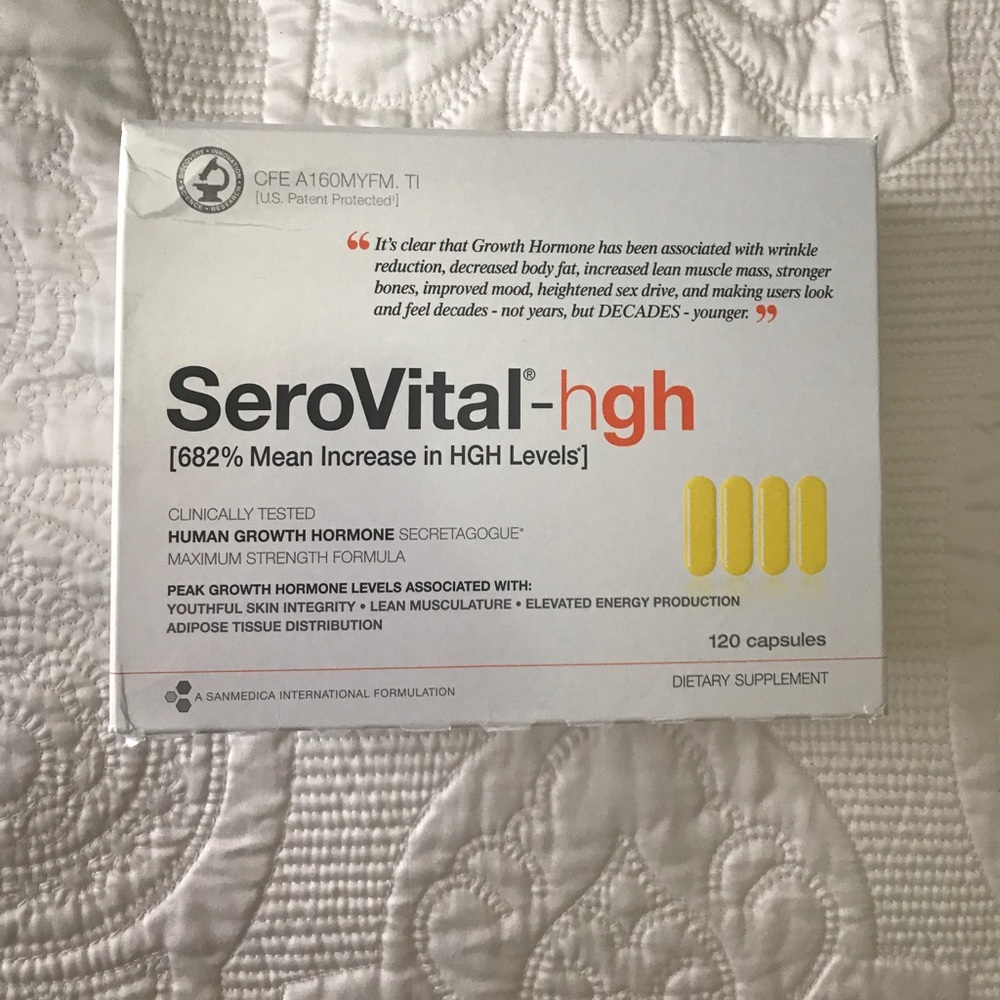 DISCOVERY • INNOVATION
SCIENCE • RESEARCH
CFE A160MYFM. TI
[U.S. Patent Protected‡]
“ It's clear that Growth Hormone has been associated with wrinkle
reduction, decreased body fat, increased lean muscle mass, stronger
bones, improved mood, heightened sex drive, and making users look
and feel decades - not years, but DECADES - younger. ”
SeroVital®-hgh
[682% Mean Increase in HGH Levels*]
CLINICALLY TESTED
HUMAN GROWTH HORMONE SECRETAGOGUE*
MAXIMUM STRENGTH FORMULA
PEAK GROWTH HORMONE LEVELS ASSOCIATED WITH:
YOUTHFUL SKIN INTEGRITY • LEAN MUSCULATURE • ELEVATED ENERGY PRODUCTION
ADIPOSE TISSUE DISTRIBUTION
120 capsules
A SANMEDICA INTERNATIONAL FORMULATION
DIETARY SUPPLEMENT